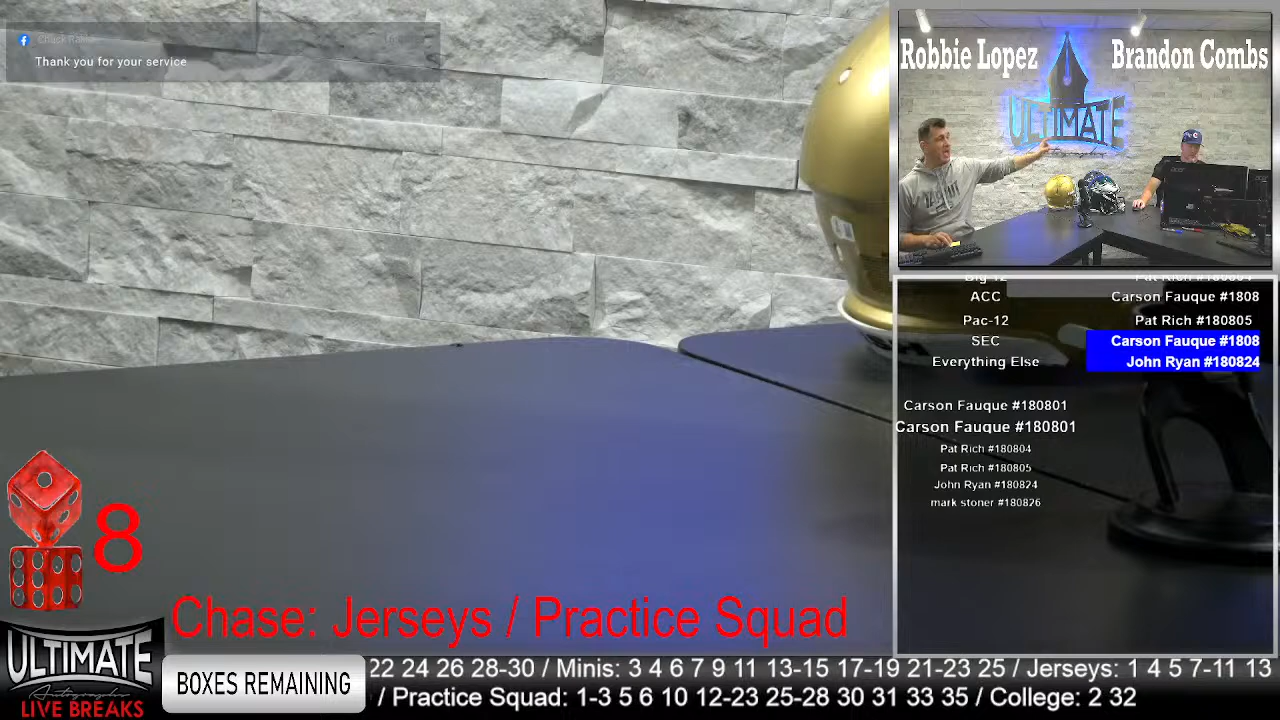 Thank you for your service
Robbie Lopez
Brandon Combs
ULTIMATE
ACC Carson Fauque #1808
Pac-12 Pat Rich #180805
SEC Carson Fauque #1808
Everything Else John Ryan #180824
Carson Fauque #180801
Carson Fauque #180801
Pat Rich #180804
Pat Rich #180805
John Ryan #180824
mark stoner #180826
8
Chase: Jerseys / Practice Squad
ULTIMATE
Autographs
LIVE BREAKS
BOXES REMAINING
22 24 26 28-30 / Minis: 3 4 6 7 9 11 13-15 17-19 21-23 25 / Jerseys: 1 4 5 7-11 13
/ Practice Squad: 1-3 5 6 10 12-23 25-28 30 31 33 35 / College: 2 32